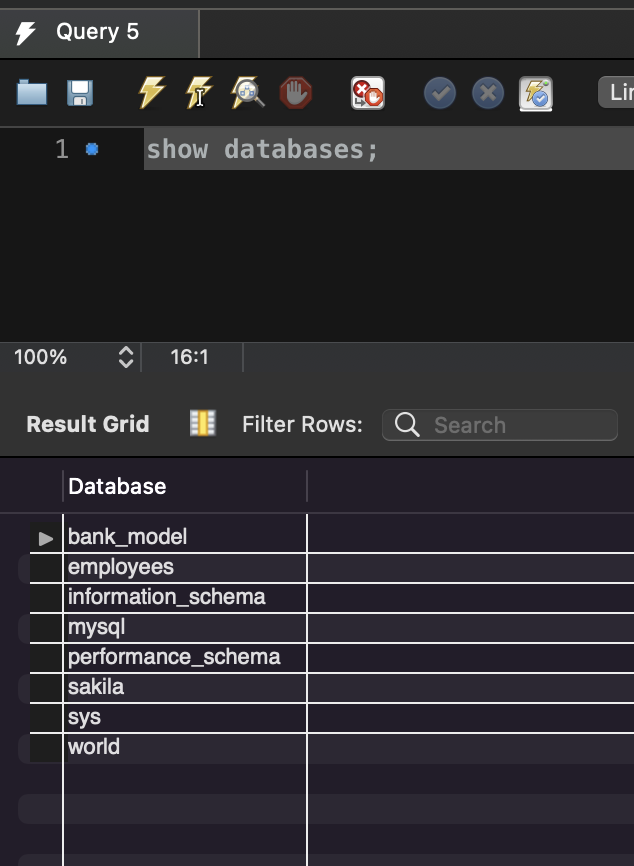 Query 5
Lin
1 show databases;
100% 16:1
Result Grid Filter Rows: Search
Database
bank_model
employees
information_schema
mysql
performance_schema
sakila
sys
world